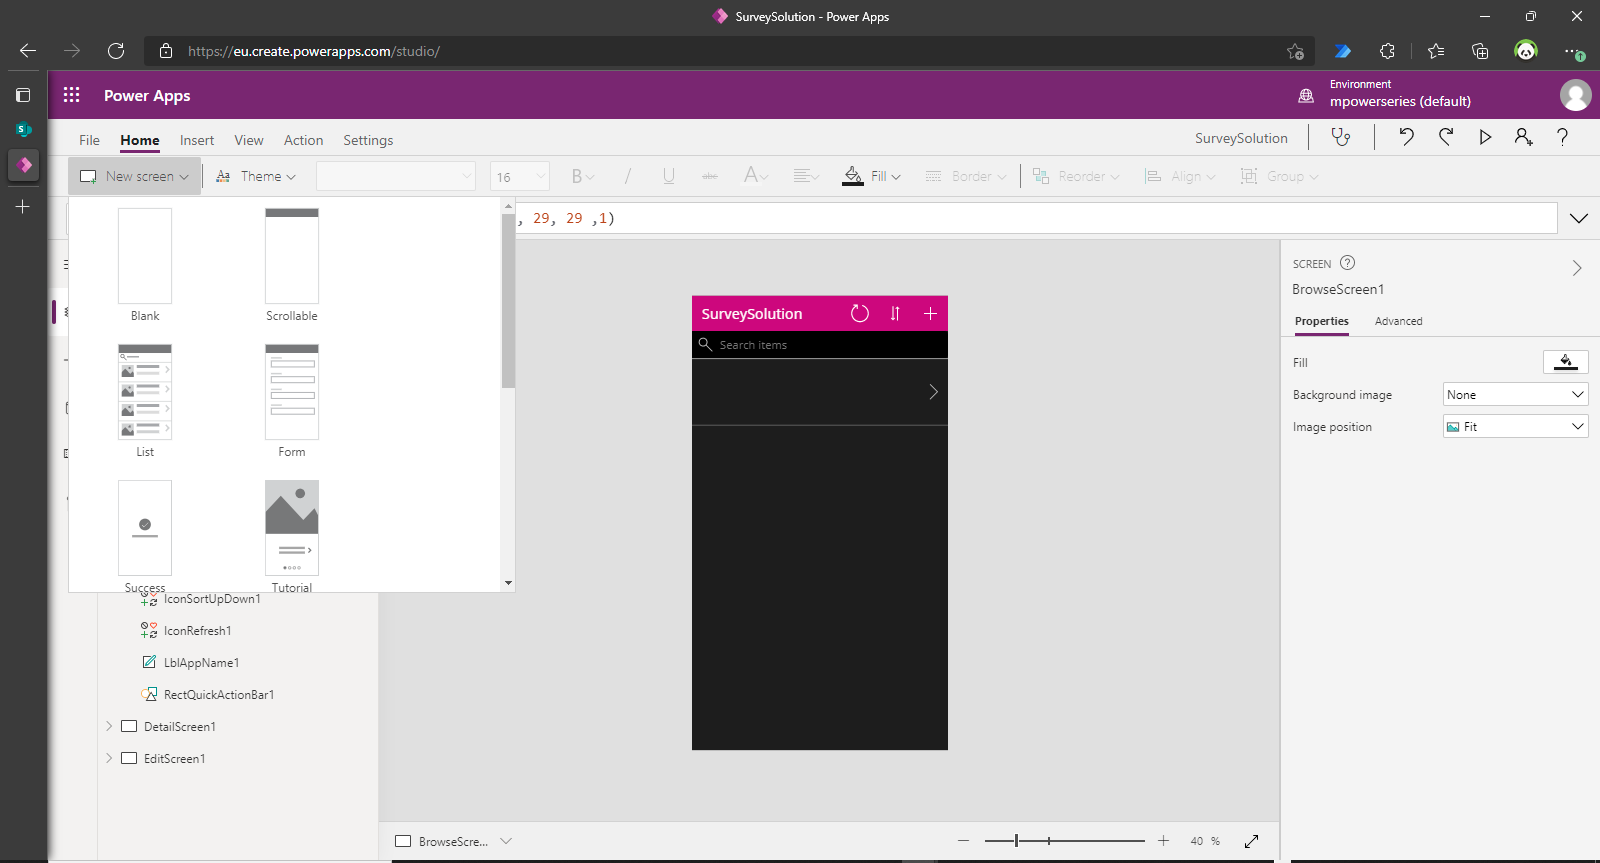 SurveySolution - Power Apps
https://eu.create.powerapps.com/studio/
Power Apps
Environment
mpowerseries (default)
File Home Insert View Action Settings
SurveySolution
New screen
Theme
16
B
/
U
abc
A
Fill
Border
Reorder
Align
Group
, 29, 29 ,1)
Blank
Scrollable
List
Form
Success
Tutorial
IconSortUpDown1
IconRefresh1
LblAppName1
RectQuickActionBar1
DetailScreen1
EditScreen1
SurveySolution
Search items
SCREEN
BrowseScreen1
Properties
Advanced
Fill
Background image
None
Image position
Fit
BrowseScre...
40 %